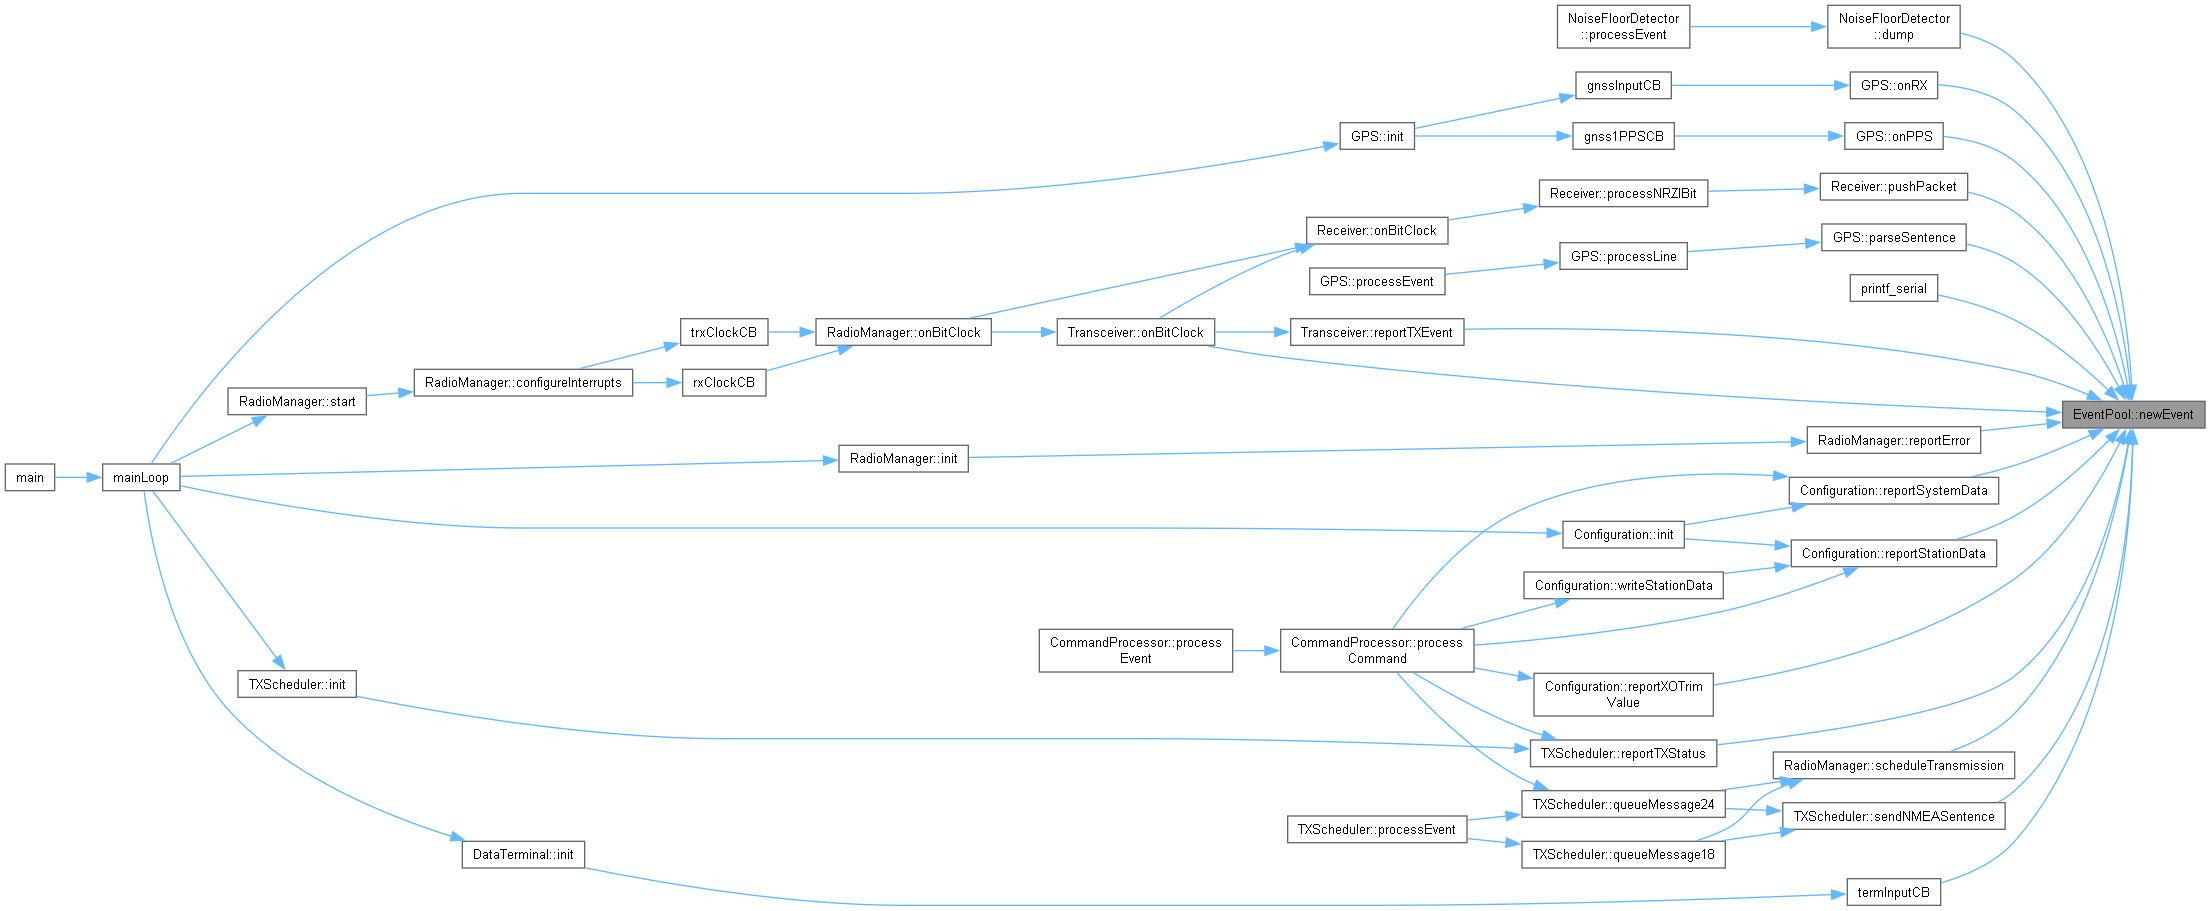 NoiseFloorDetector
::processEvent
NoiseFloorDetector
::dump
gnssInputCB
GPS::onRX
GPS::init
gnss1PPSCB
GPS::onPPS
Receiver::processNRZIBit
Receiver::pushPacket
Receiver::onBitClock
GPS::processLine
GPS::parseSentence
GPS::processEvent
printf_serial
trxClockCB
RadioManager::onBitClock
Transceiver::onBitClock
Transceiver::reportTXEvent
RadioManager::configureInterrupts
rxClockCB
RadioManager::start
EventPool::newEvent
RadioManager::reportError
RadioManager::init
main
mainLoop
Configuration::reportSystemData
Configuration::init
Configuration::reportStationData
Configuration::writeStationData
CommandProcessor::process
Event
CommandProcessor::process
Command
TXScheduler::init
Configuration::reportXOTrim
Value
TXScheduler::reportTXStatus
RadioManager::scheduleTransmission
TXScheduler::queueMessage24
TXScheduler::sendNMEASentence
TXScheduler::processEvent
TXScheduler::queueMessage18
DataTerminal::init
termInputCB